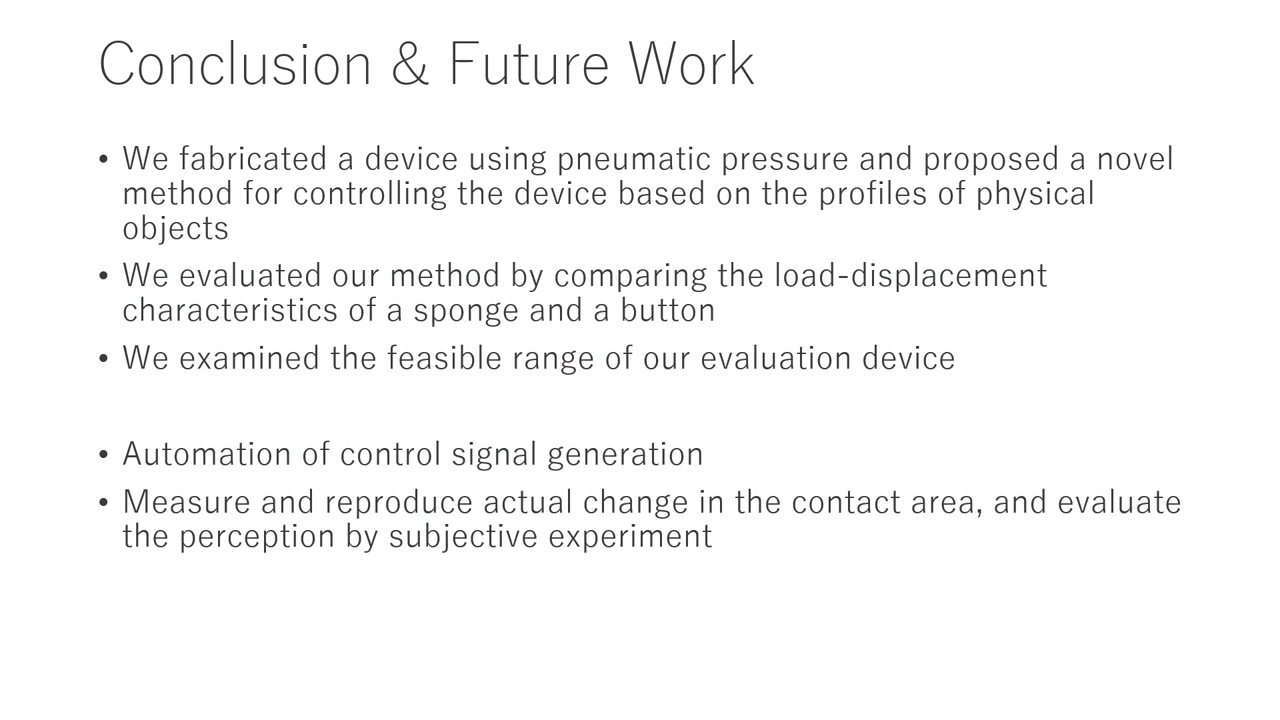 Conclusion & Future Work
• We fabricated a device using pneumatic pressure and proposed a novel
method for controlling the device based on the profiles of physical
objects
• We evaluated our method by comparing the load-displacement
characteristics of a sponge and a button
• We examined the feasible range of our evaluation device
• Automation of control signal generation
• Measure and reproduce actual change in the contact area, and evaluate
the perception by subjective experiment